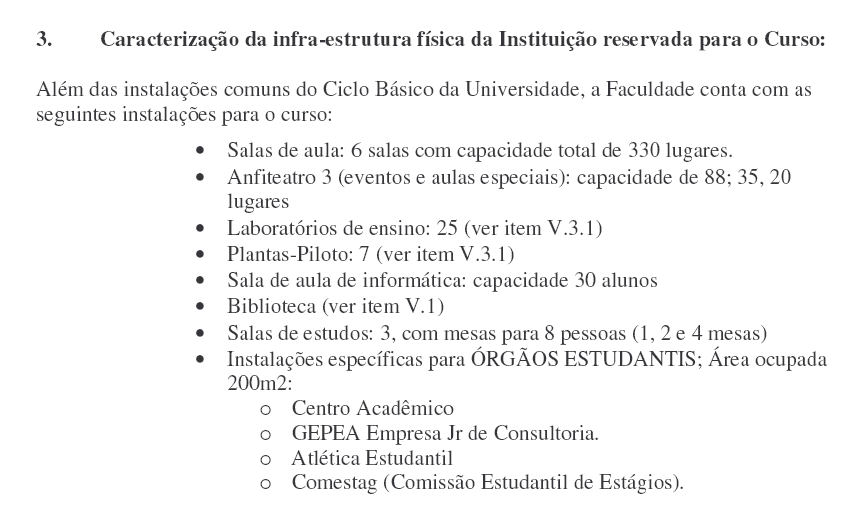 3. Caracterização da infra-estrutura física da Instituição reservada para o Curso:
Além das instalações comuns do Ciclo Básico da Universidade, a Faculdade conta com as
seguintes instalações para o curso:
• Salas de aula: 6 salas com capacidade total de 330 lugares.
• Anfiteatro 3 (eventos e aulas especiais): capacidade de 88; 35, 20
lugares
• Laboratórios de ensino: 25 (ver item V.3.1)
• Plantas-Piloto: 7 (ver item V.3.1)
• Sala de aula de informática: capacidade 30 alunos
• Biblioteca (ver item V.1)
• Salas de estudos: 3, com mesas para 8 pessoas (1, 2 e 4 mesas)
• Instalações específicas para ÓRGÃOS ESTUDANTIS; Área ocupada
200m2:
o Centro Acadêmico
o GEPEA Empresa Jr de Consultoria.
o Atlética Estudantil
o Comestag (Comissão Estudantil de Estágios).